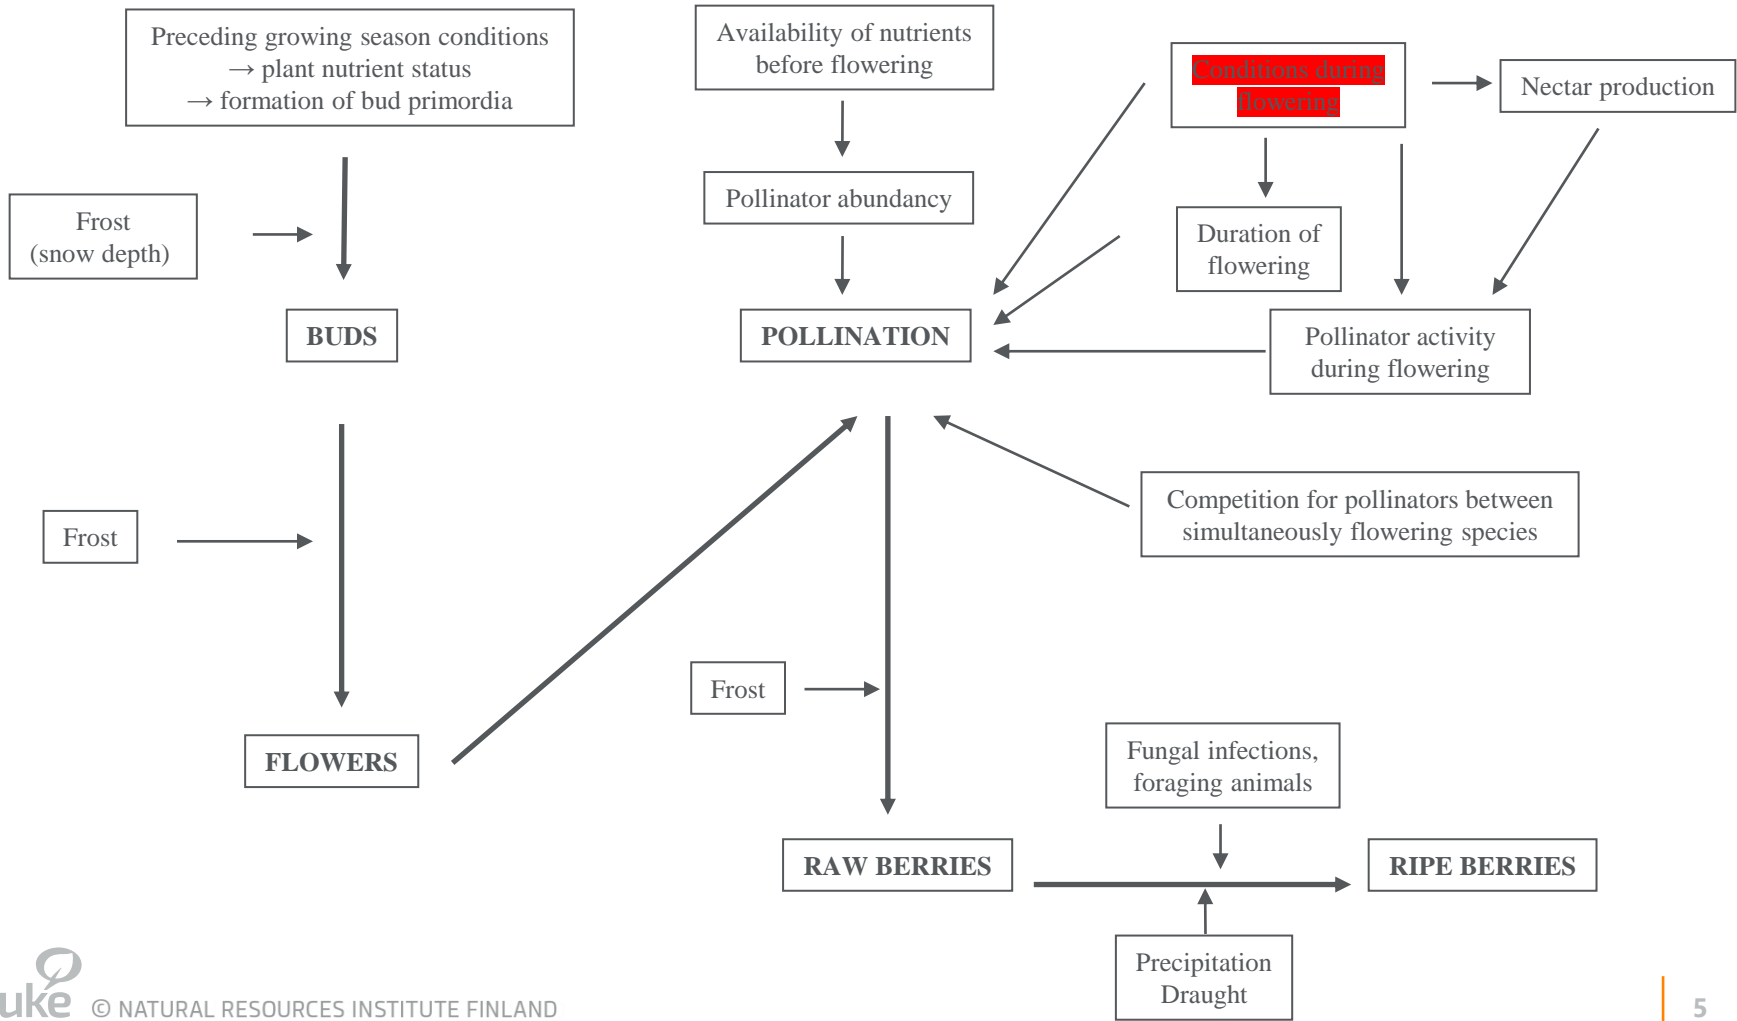 Preceding growing season conditions
→ plant nutrient status
→ formation of bud primordia
Availability of nutrients
before flowering
Conditions during
flowering
Nectar production
Pollinator abundancy
Frost
(snow depth)
Duration of
flowering
BUDS
POLLINATION
Pollinator activity
during flowering
Competition for pollinators between
simultaneously flowering species
Frost
Frost
FLOWERS
Fungal infections,
foraging animals
RAW BERRIES
RIPE BERRIES
Precipitation
Draught
uke
© NATURAL RESOURCES INSTITUTE FINLAND
5